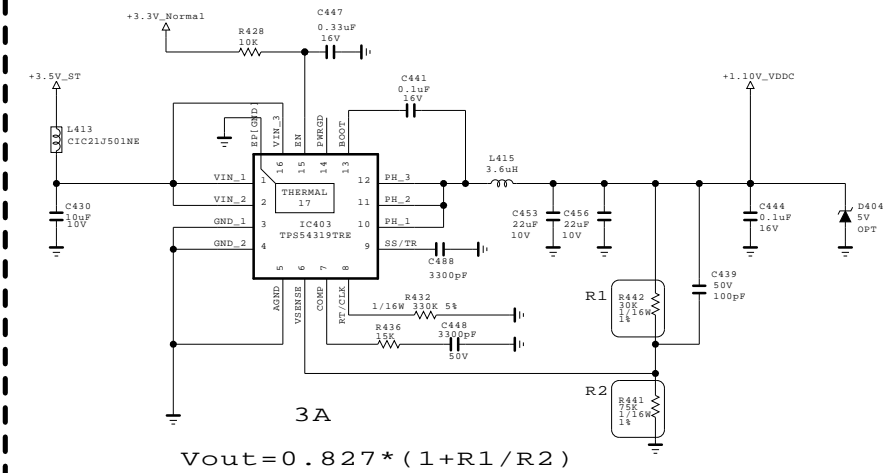 +3.3V_Normal
R428
10K
C447
0.33uF
16V
+3.5V_ST
L413
CIC21J501NE
C441
0.1uF
16V
+1.10V_VDDC
EP[GND]
VIN_3
EN
PWRGD
BOOT
16
15
14
13
L415
3.6uH
VIN_1
1
THERMAL
17
12
PH_3
VIN_2
2
11
PH_2
GND_1
3
IC403
TPS54319TRE
10
PH_1
GND_2
4
9
SS/TR
C430
10uF
10V
C453
22uF
10V
C456
22uF
10V
C444
0.1uF
16V
D404
5V
OPT
C488
3300pF
5
6
7
8
AGND
VSENSE
COMP
RT/CLK
R432
1/16W 330K 5%
R436
15K
C448
3300pF
50V
R1
R442
30K
1/16W
1%
C439
50V
100pF
R2
R441
75K
1/16W
1%
3A
Vout=0.827*(1+R1/R2)